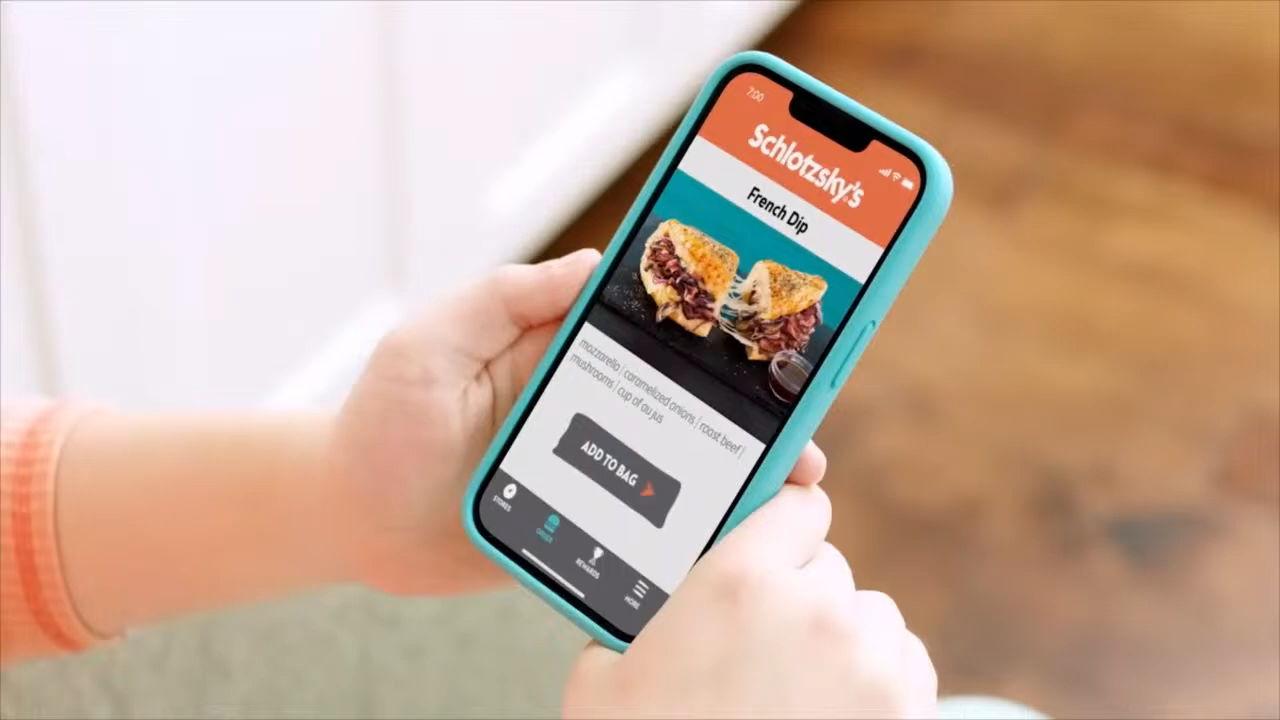 7:00
Schlotzsky's
French Dip
mozzarella | caramelized onions | roast beef |
mushrooms | cup of au jus
ADD TO BAG
STORES
ORDER
REWARDS
MORE